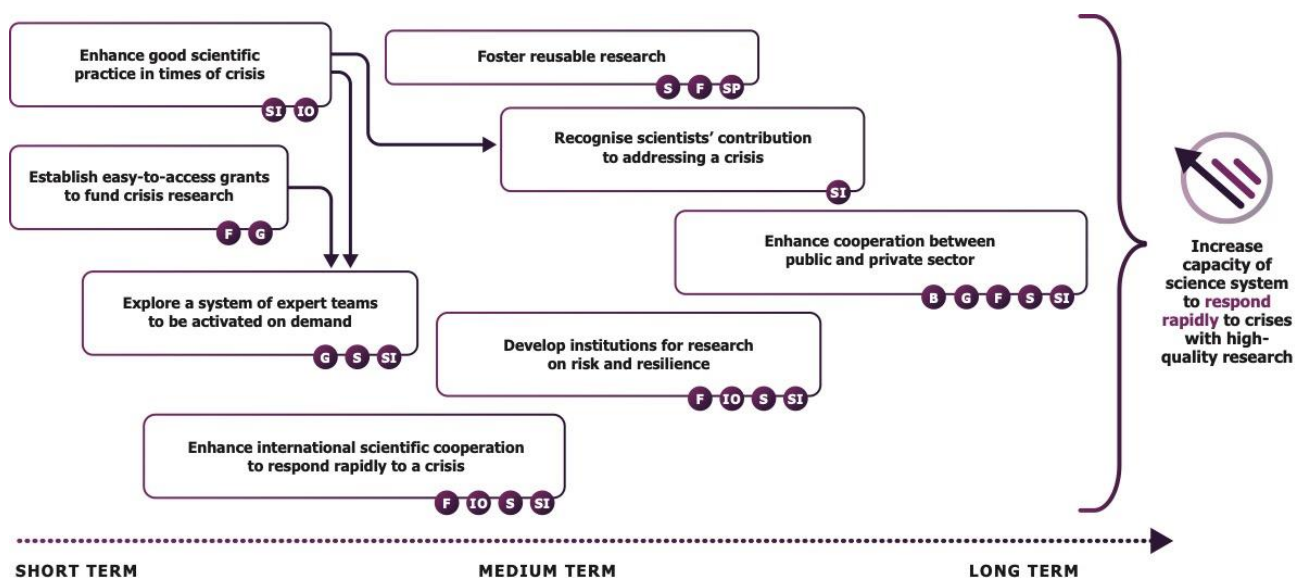 Enhance good scientific
practice in times of crisis
SI IO
Foster reusable research
S F SP
Recognise scientists' contribution
to addressing a crisis
SI
Establish easy-to-access grants
to fund crisis research
F G
Enhance cooperation between
public and private sector
B G F S SI
Explore a system of expert teams
to be activated on demand
G S SI
Develop institutions for research
on risk and resilience
F IO S SI
Enhance international scientific cooperation
to respond rapidly to a crisis
F IO S SI
Increase
capacity of
science system
to respond
rapidly to crises
with high-
quality research
SHORT TERM
MEDIUM TERM
LONG TERM